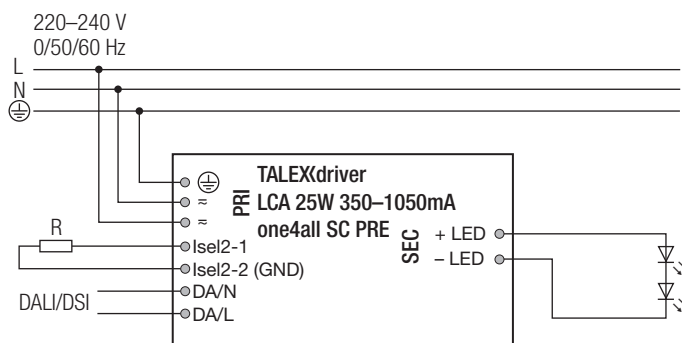 220–240 V
0/50/60 Hz
L
N
TALEXXdriver
LCA 25W 350–1050mA
one4all SC PRE
PRI
≂
≂
R
Isel2-1
Isel2-2 (GND)
DALI/DSI
DA/N
DA/L
SEC
+ LED
– LED